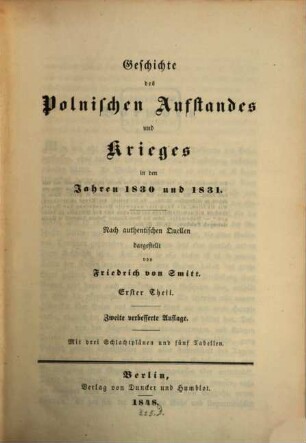 Geschichte
des
Polnischen Aufstandes
und
Krieges
in den
Jahren 1830 und 1831.
Nach authentischen Quellen
dargestellt
von
Friedrich von Smitt.
Erster Theil.
Zweite verbesserte Auflage.
Mit drei Schlachtplänen und fünf Tabellen.
Berlin,
Verlag von Duncker und Humblot.
1848.